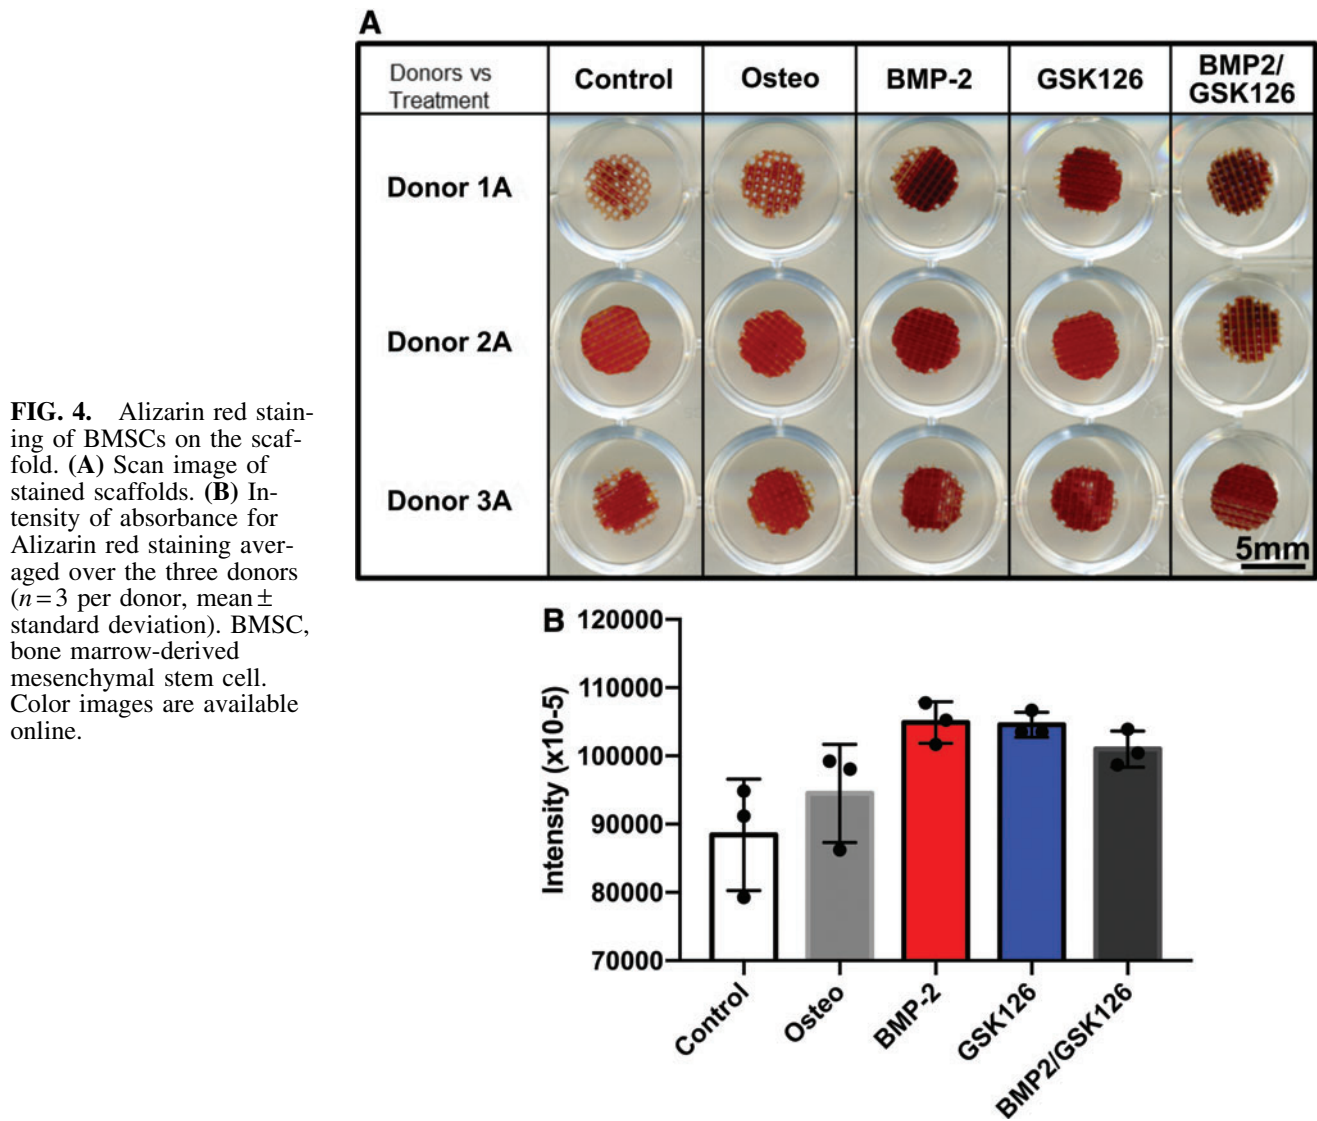 A
Donors vs
Treatment
Control
Osteo
BMP-2
GSK126
BMP2/
GSK126
Donor 1A
Donor 2A
Donor 3A
5mm
FIG. 4. Alizarin red stain-
ing of BMSCs on the scaf-
fold. (A) Scan image of
stained scaffolds. (B) In-
tensity of absorbance for
Alizarin red staining aver-
aged over the three donors
(n = 3 per donor, mean ±
standard deviation). BMSC,
bone marrow-derived
mesenchymal stem cell.
Color images are available
online.
B
120000
110000
100000
90000
80000
70000
Intensity (x10-5)
Control
Osteo
BMP-2
GSK126
BMP2/GSK126